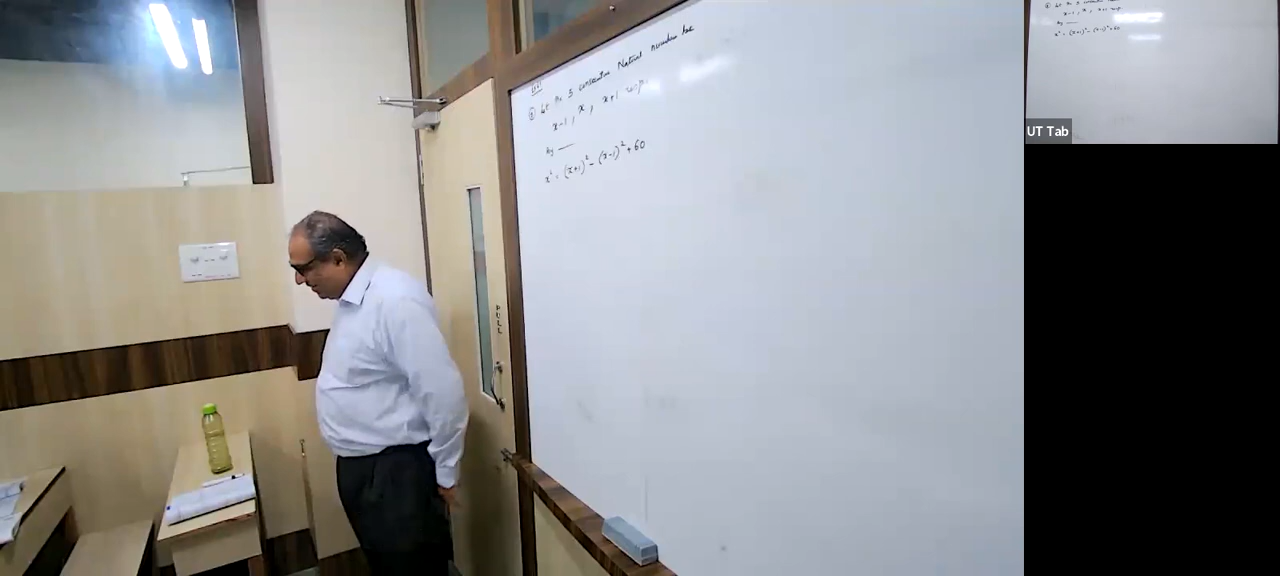 Let the 3 consecutive Natural numbers be
x-1, x, x+1 resp.
By ——
x² = (x+1)² - (x-1)² + 60
PULL
UT Tab